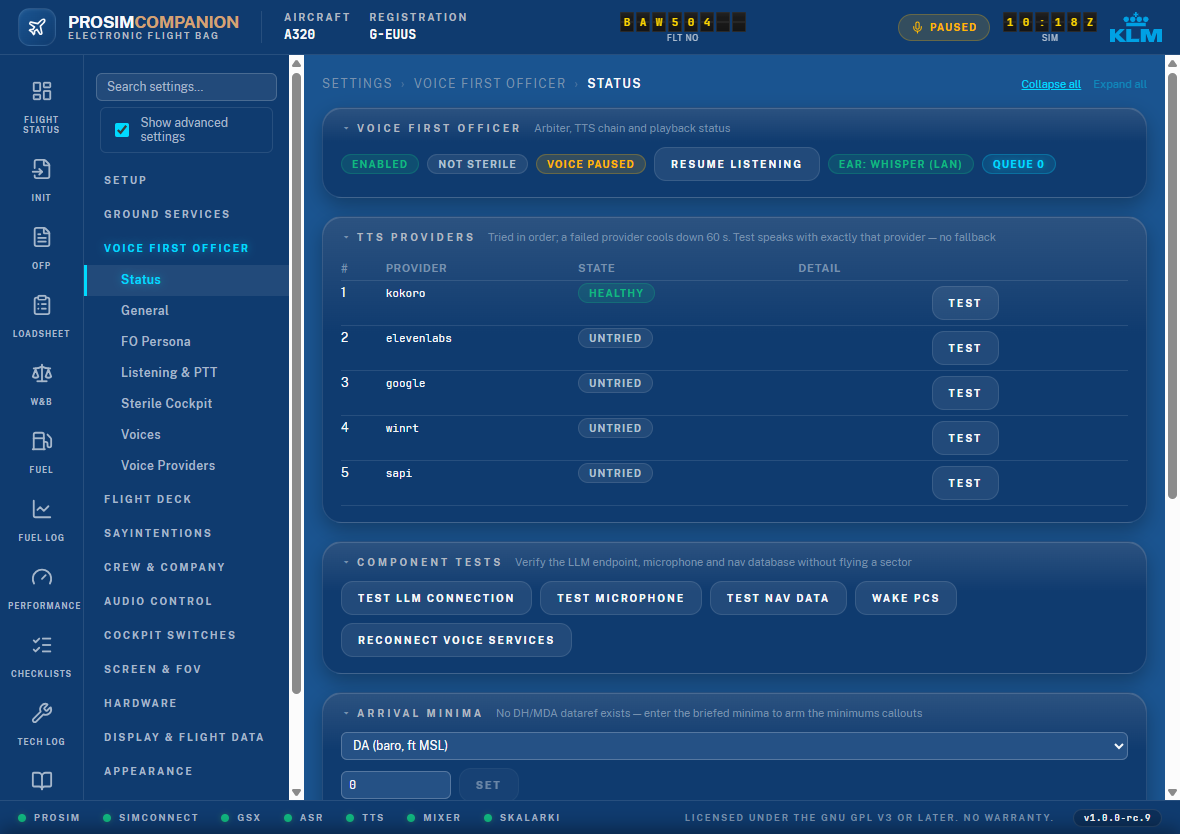 PROSIMCOMPANION
ELECTRONIC FLIGHT BAG
AIRCRAFT
A320
REGISTRATION
G-EUUS
BAW504
FLT NO
PAUSED
10:18Z
SIM
KLM
FLIGHT STATUS
INIT
OFP
LOADSHEET
W&B
FUEL
FUEL LOG
PERFORMANCE
CHECKLISTS
TECH LOG
Search settings...
Show advanced settings
SETUP
GROUND SERVICES
VOICE FIRST OFFICER
Status
General
FO Persona
Listening & PTT
Sterile Cockpit
Voices
Voice Providers
FLIGHT DECK
SAYINTENTIONS
CREW & COMPANY
AUDIO CONTROL
COCKPIT SWITCHES
SCREEN & FOV
HARDWARE
DISPLAY & FLIGHT DATA
APPEARANCE
SETTINGS › VOICE FIRST OFFICER › STATUS
Collapse all Expand all
VOICE FIRST OFFICER Arbiter, TTS chain and playback status
ENABLED NOT STERILE VOICE PAUSED RESUME LISTENING EAR: WHISPER (LAN) QUEUE 0
TTS PROVIDERS Tried in order; a failed provider cools down 60 s. Test speaks with exactly that provider — no fallback
# PROVIDER STATE DETAIL
1 kokoro HEALTHY TEST
2 elevenlabs UNTRIED TEST
3 google UNTRIED TEST
4 winrt UNTRIED TEST
5 sapi UNTRIED TEST
COMPONENT TESTS Verify the LLM endpoint, microphone and nav database without flying a sector
TEST LLM CONNECTION TEST MICROPHONE TEST NAV DATA WAKE PCS
RECONNECT VOICE SERVICES
ARRIVAL MINIMA No DH/MDA dataref exists — enter the briefed minima to arm the minimums callouts
DA (baro, ft MSL)
0 SET
PROSIM SIMCONNECT GSX ASR TTS MIXER SKALARKI
LICENSED UNDER THE GNU GPL V3 OR LATER. NO WARRANTY. v1.0.0-rc.9